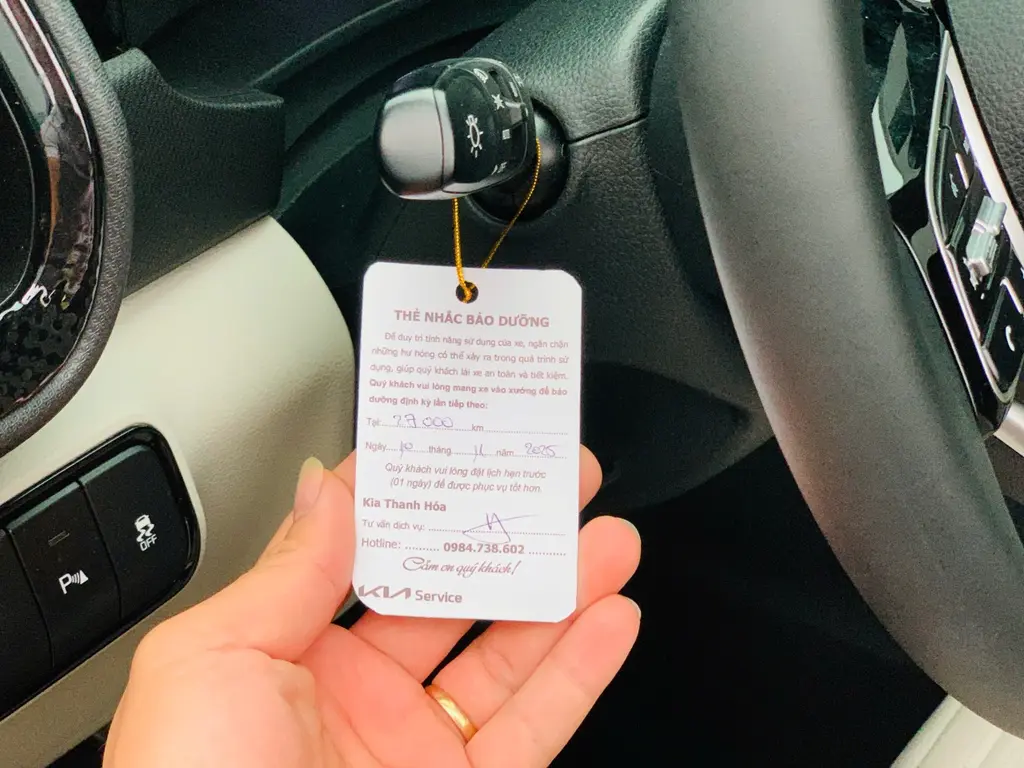 THẺ NHẮC BẢO DƯỠNG
Để duy trì tính năng sử dụng của xe, ngăn chặn
những hư hỏng có thể xảy ra trong quá trình sử
dụng, giúp quý khách lái xe an toàn và tiết kiệm.
Quý khách vui lòng mang xe vào xưởng để bảo
dưỡng định kỳ lần tiếp theo:
Tại: 27000 km
Ngày 10 tháng 11 năm 2025
Quý khách vui lòng đặt lịch hẹn trước
(01 ngày) để được phục vụ tốt hơn.
Kia Thanh Hóa
Tư vấn dịch vụ:
Hotline: .......... 0984.738.602 ..........
Cảm ơn quý khách!
KIA Service
OFF
P